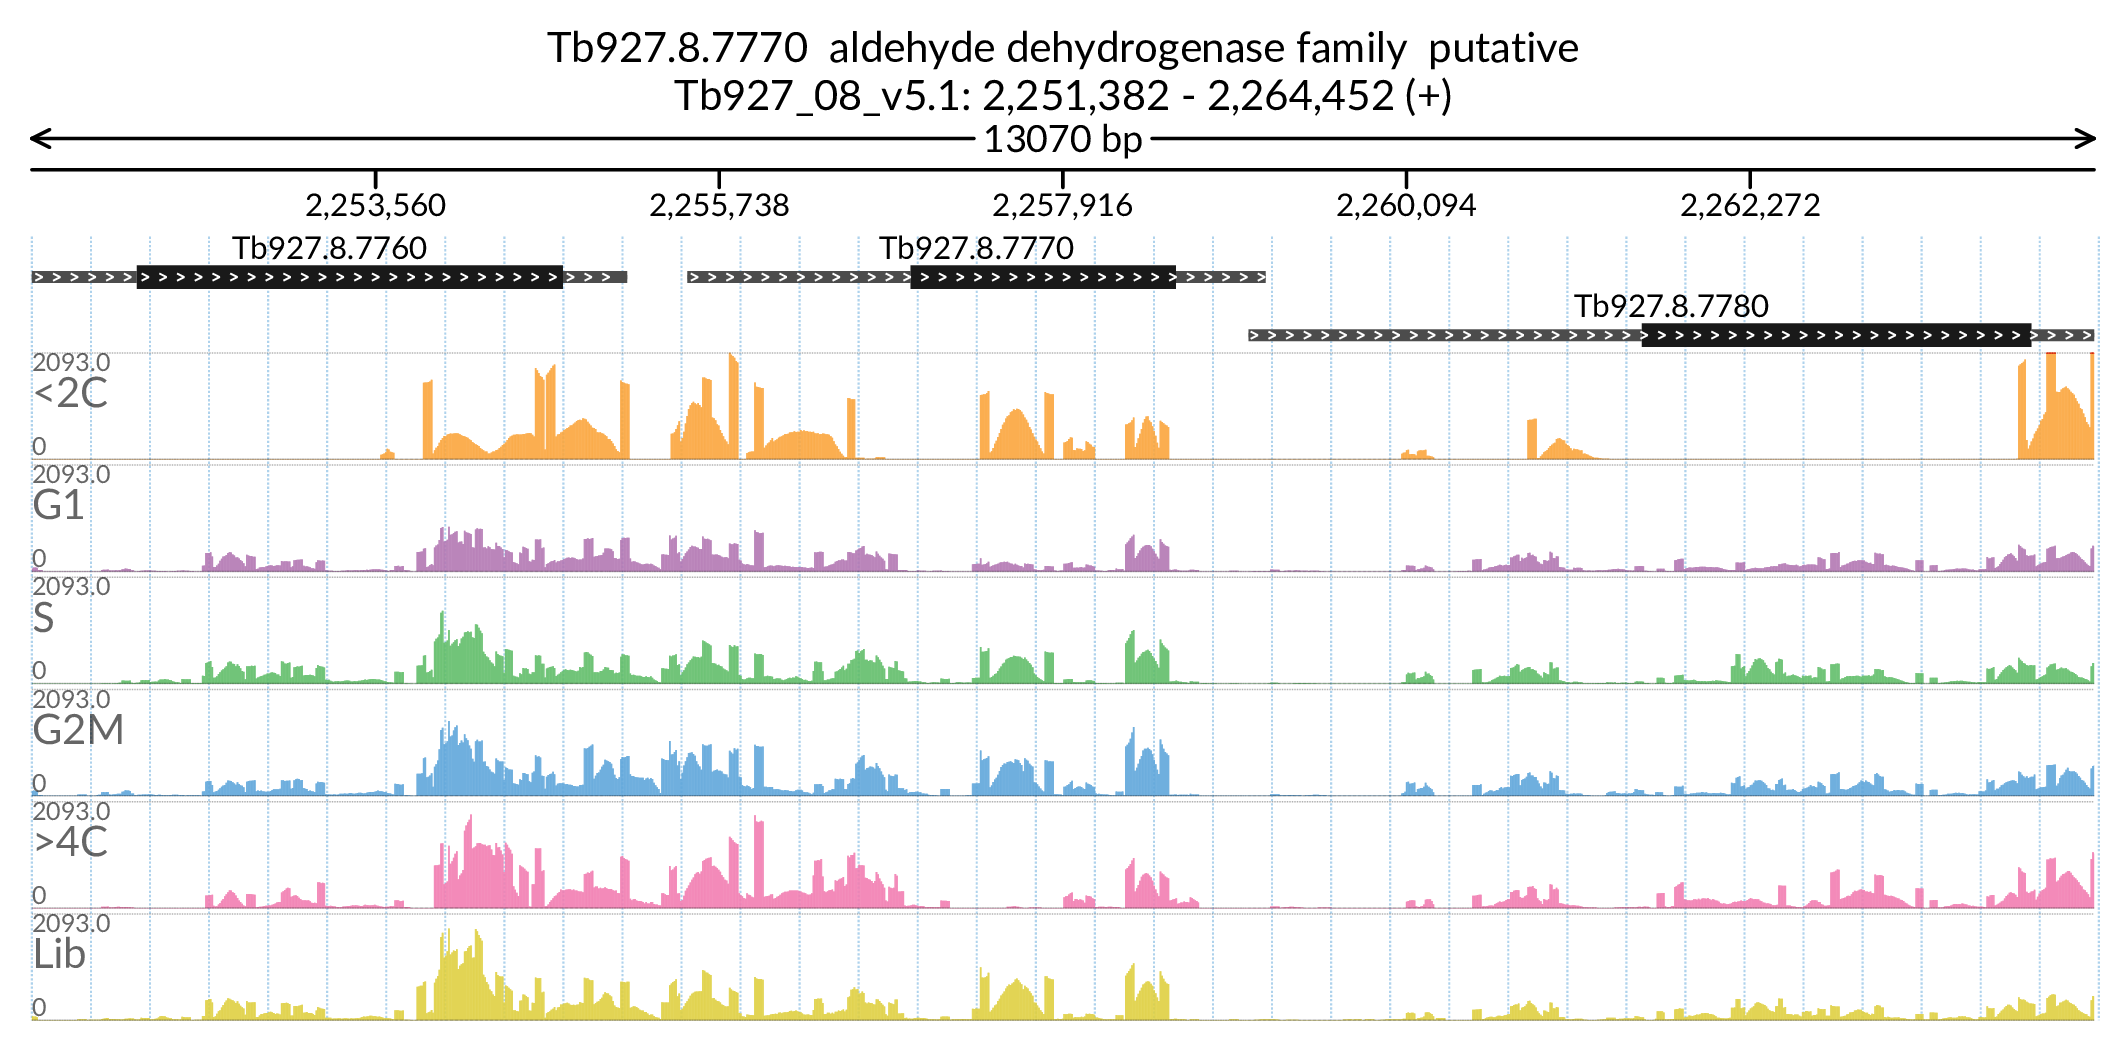 Tb927.8.7770  aldehyde dehydrogenase family  putative
Tb927_08_v5.1: 2,251,382 - 2,264,452 (+)
13070 bp
2,253,560
2,255,738
2,257,916
2,260,094
2,262,272
Tb927.8.7760
Tb927.8.7770
Tb927.8.7780
2093.0
<2C
0
2093.0
G1
0
2093.0
S
0
2093.0
G2M
0
2093.0
>4C
0
2093.0
Lib
0